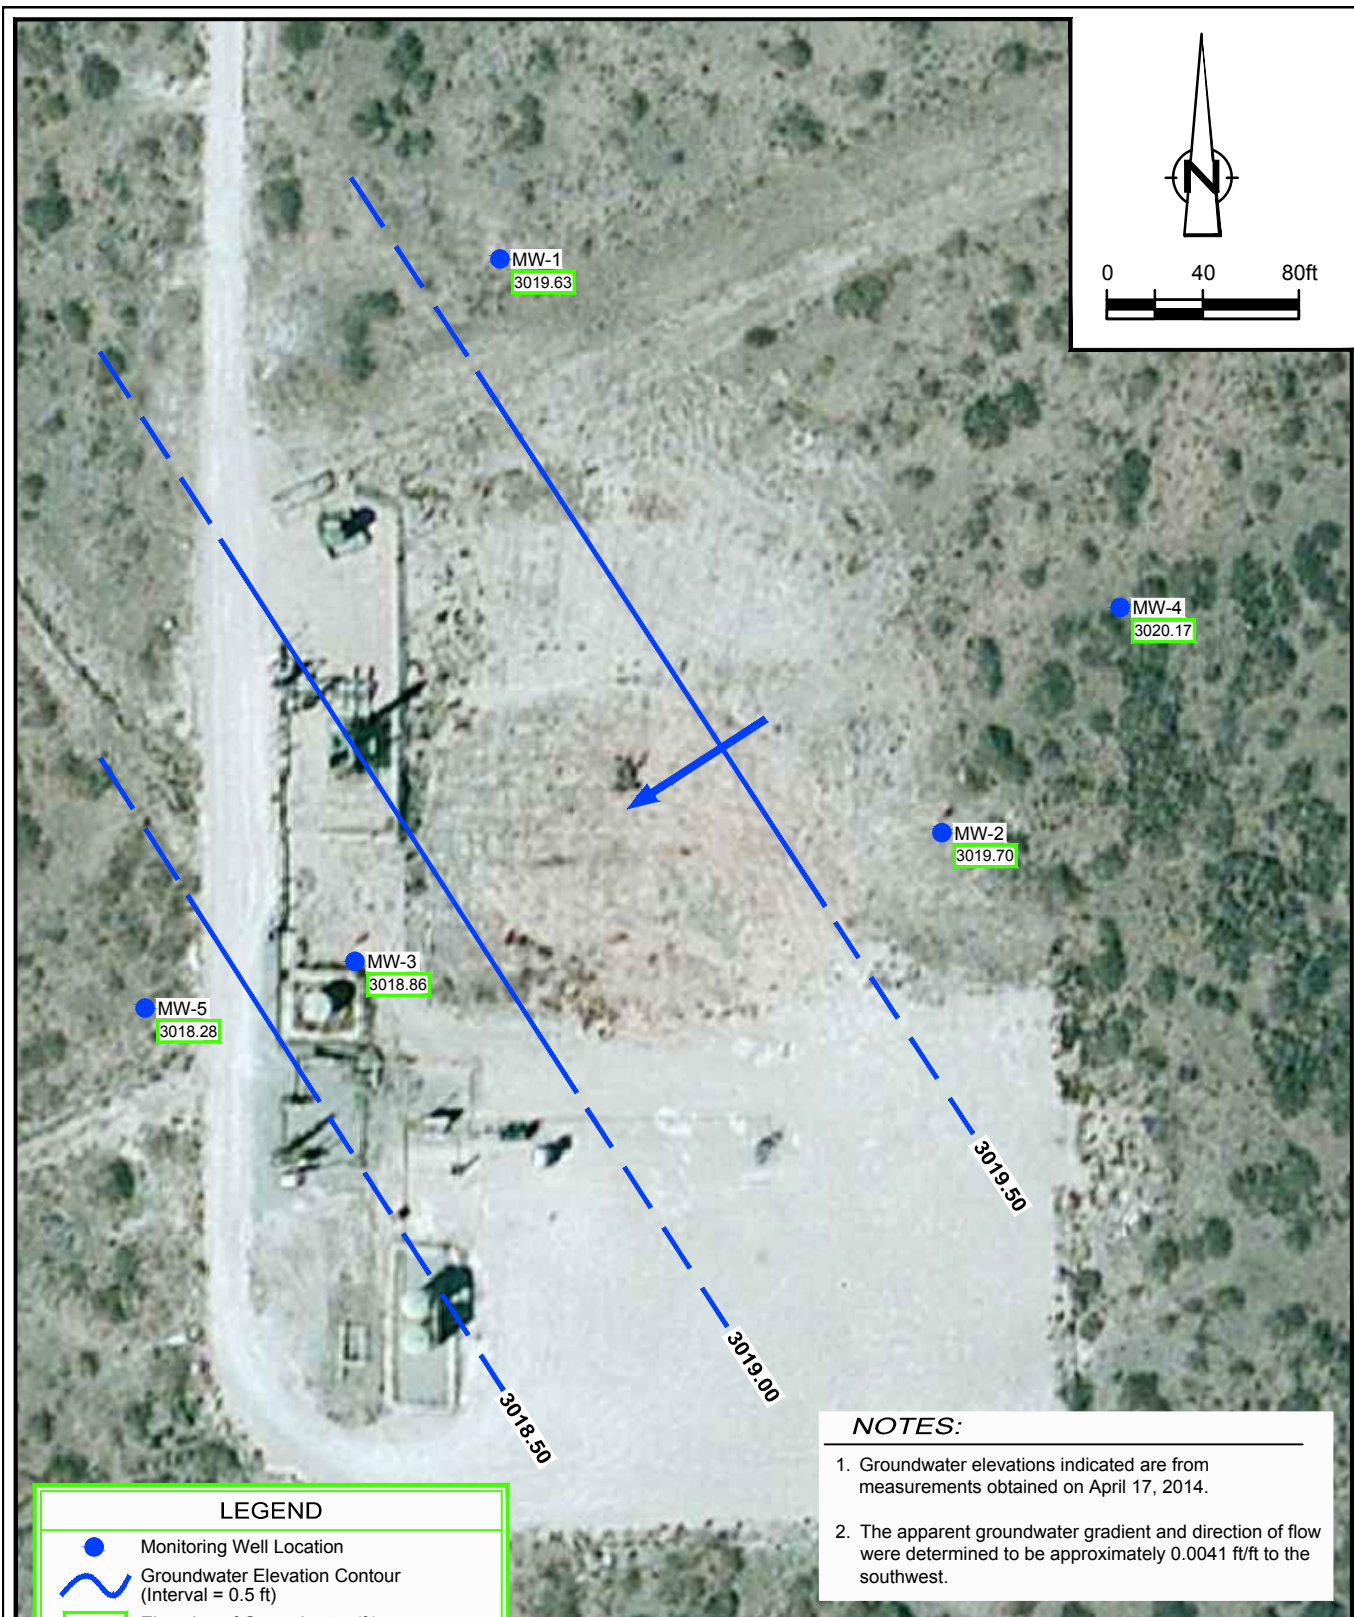 N
0 40 80ft
MW-1
3019.63
MW-4
3020.17
MW-2
3019.70
MW-3
3018.86
MW-5
3018.28
3019.50
3019.00
3018.50
NOTES:
1. Groundwater elevations indicated are from
measurements obtained on April 17, 2014.
2. The apparent groundwater gradient and direction of flow
were determined to be approximately 0.0041 ft/ft to the
southwest.
LEGEND
Monitoring Well Location
Groundwater Elevation Contour
(Interval = 0.5 ft)